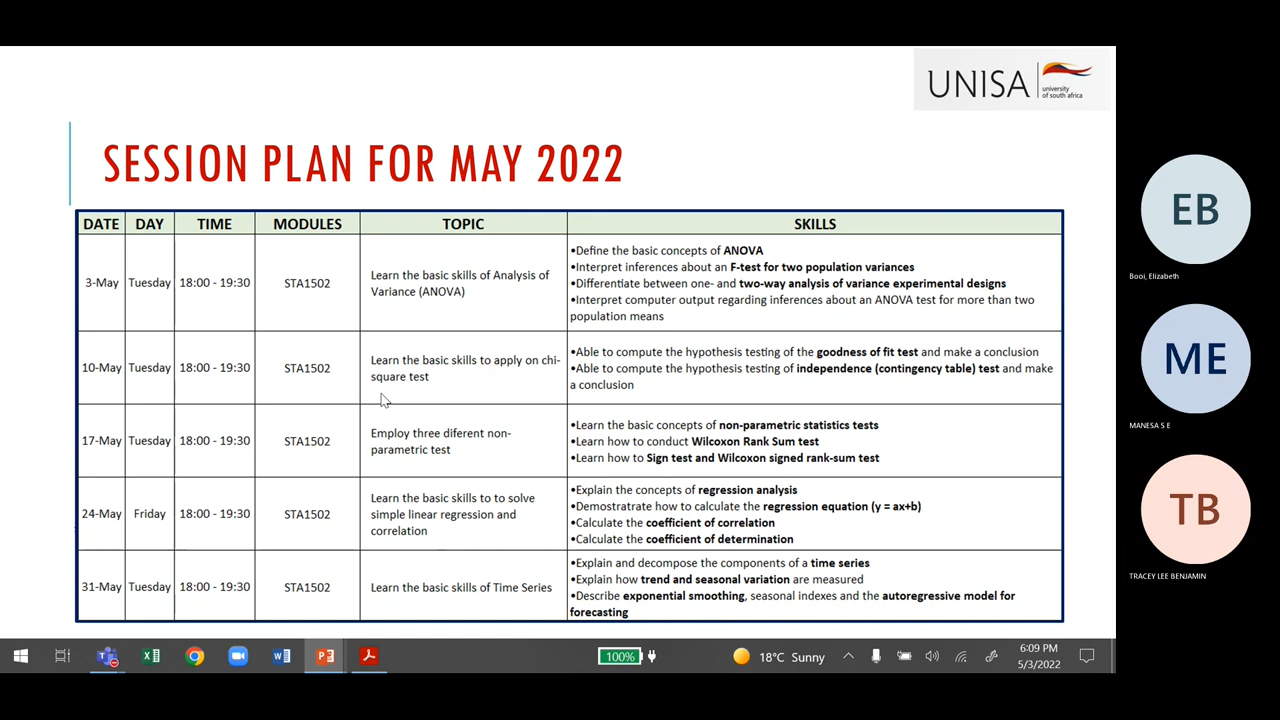 UNISA
university
of south africa
SESSION PLAN FOR MAY 2022
DATE DAY TIME MODULES TOPIC SKILLS
3-May Tuesday 18:00 - 19:30 STA1502
Learn the basic skills of Analysis of
Variance (ANOVA)
•Define the basic concepts of ANOVA
•Interpret inferences about an F-test for two population variances
•Differentiate between one- and two-way analysis of variance experimental designs
•Interpret computer output regarding inferences about an ANOVA test for more than two
population means
10-May Tuesday 18:00 - 19:30 STA1502
Learn the basic skills to apply on chi-
square test
•Able to compute the hypothesis testing of the goodness of fit test and make a conclusion
•Able to compute the hypothesis testing of independence (contingency table) test and make
a conclusion
17-May Tuesday 18:00 - 19:30 STA1502
Employ three diferent non-
parametric test
•Learn the basic concepts of non-parametric statistics tests
•Learn how to conduct Wilcoxon Rank Sum test
•Learn how to Sign test and Wilcoxon signed rank-sum test
24-May Friday 18:00 - 19:30 STA1502
Learn the basic skills to to solve
simple linear regression and
correlation
•Explain the concepts of regression analysis
•Demostratrate how to calculate the regression equation (y = ax+b)
•Calculate the coefficient of correlation
•Calculate the coefficient of determination
31-May Tuesday 18:00 - 19:30 STA1502
Learn the basic skills of Time Series
•Explain and decompose the components of a time series
•Explain how trend and seasonal variation are measured
•Describe exponential smoothing, seasonal indexes and the autoregressive model for
forecasting
EB
Booi, Elizabeth
ME
MANESA S E
TB
TRACEY LEE BENJAMIN
100%
18°C Sunny
6:09 PM
5/3/2022